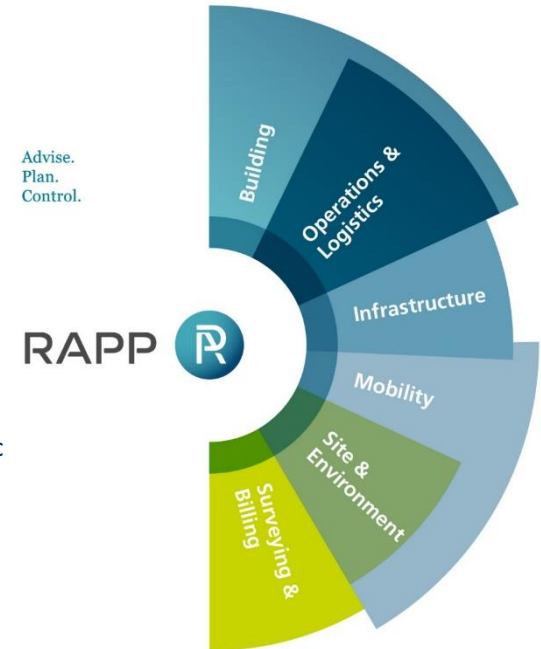 Advise.
Plan.
Control.
RAPP
Building
Operations &
Logistics
Infrastructure
Mobility
Site &
Environment
Surveying &
Billing
c